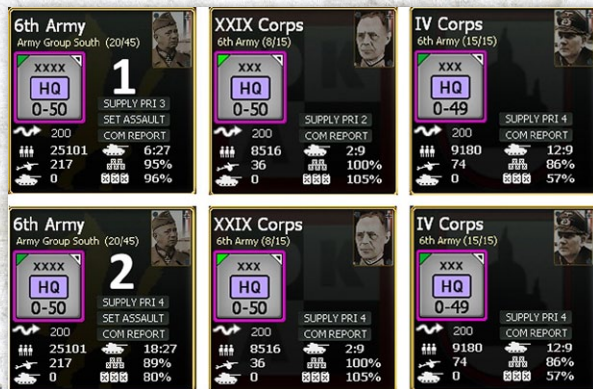 6th Army
Army Group South (20/45)
XXXX
HQ
0-50
1
SUPPLY PRI 3
SET ASSAULT
COM REPORT
200
25101 6:27
217 95%
0 96%
XXIX Corps
6th Army (8/15)
XXX
HQ
0-50
SUPPLY PRI 2
COM REPORT
200
8516 2:9
36 100%
0 105%
IV Corps
6th Army (15/15)
XXX
HQ
0-49
SUPPLY PRI 4
COM REPORT
200
9180 12:9
74 86%
0 57%
6th Army
Army Group South (20/45)
XXXX
HQ
0-50
2
SUPPLY PRI 4
SET ASSAULT
COM REPORT
200
25101 18:27
217 89%
0 80%
XXIX Corps
6th Army (8/15)
XXX
HQ
0-50
SUPPLY PRI 4
COM REPORT
200
8516 2:9
36 100%
0 105%
IV Corps
6th Army (15/15)
XXX
HQ
0-49
SUPPLY PRI 4
COM REPORT
200
9180 12:9
74 86%
0 57%